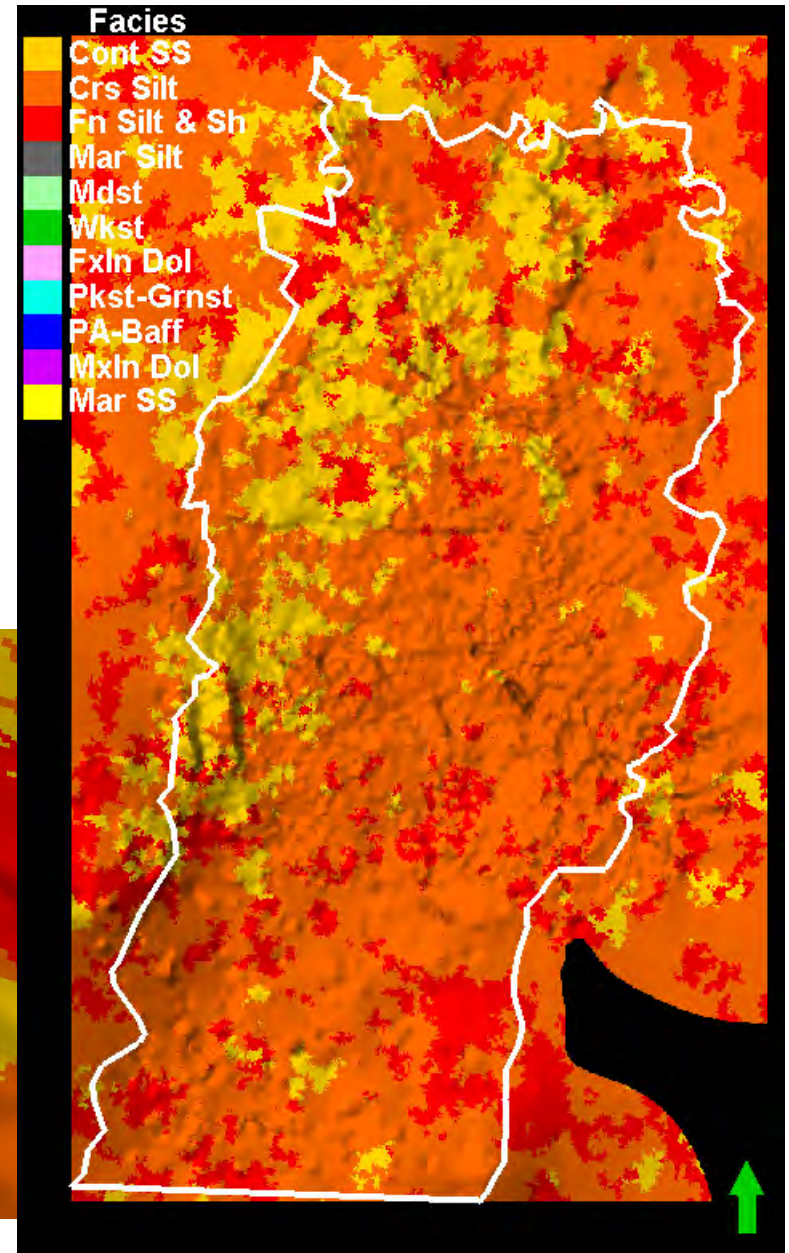 Facies
Cont SS
Crs Silt
Fn Silt & Sh
Mar Silt
Mdst
Wkst
Fxln Dol
Pkst-Grnst
PA-Baff
Mxln Dol
Mar SS